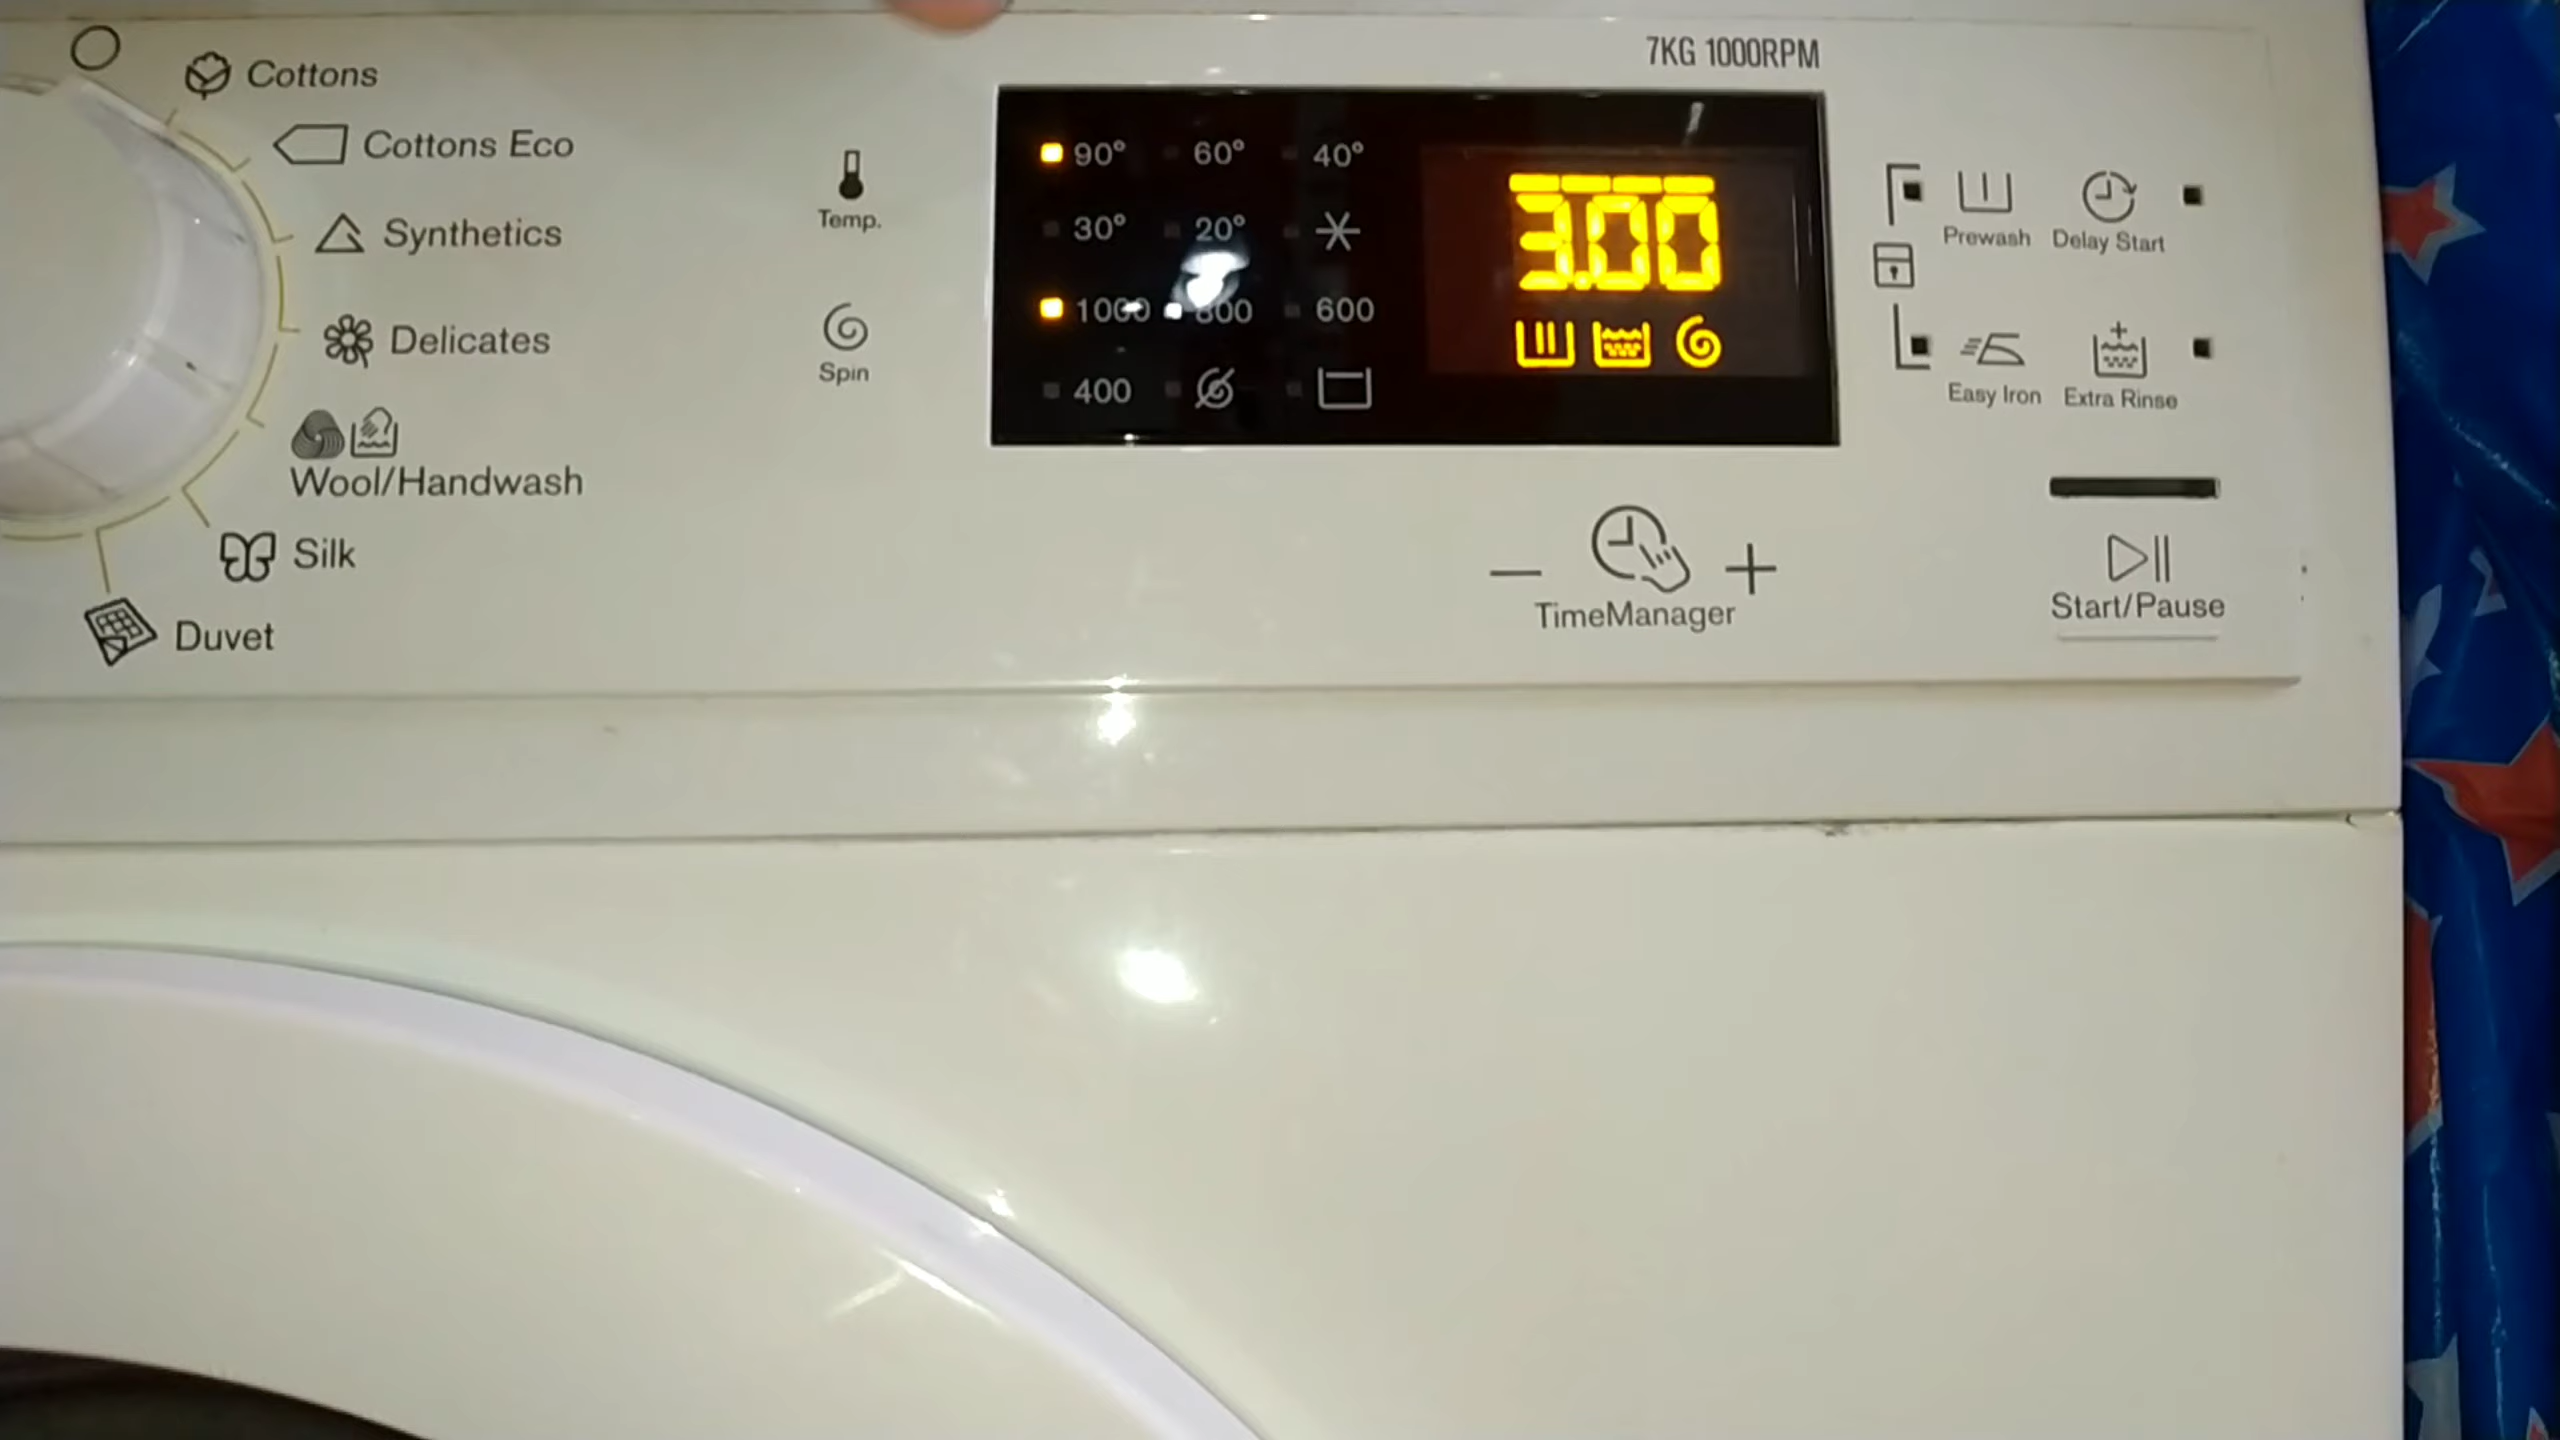 Cottons
Cottons Eco
Synthetics
Delicates
Wool/Handwash
Silk
Duvet
Temp.
Spin
7KG 1000RPM
90° 60° 40°
30° 20°
1000 800 600
400
3.00
Prewash Delay Start
Easy Iron Extra Rinse
− +
TimeManager
Start/Pause